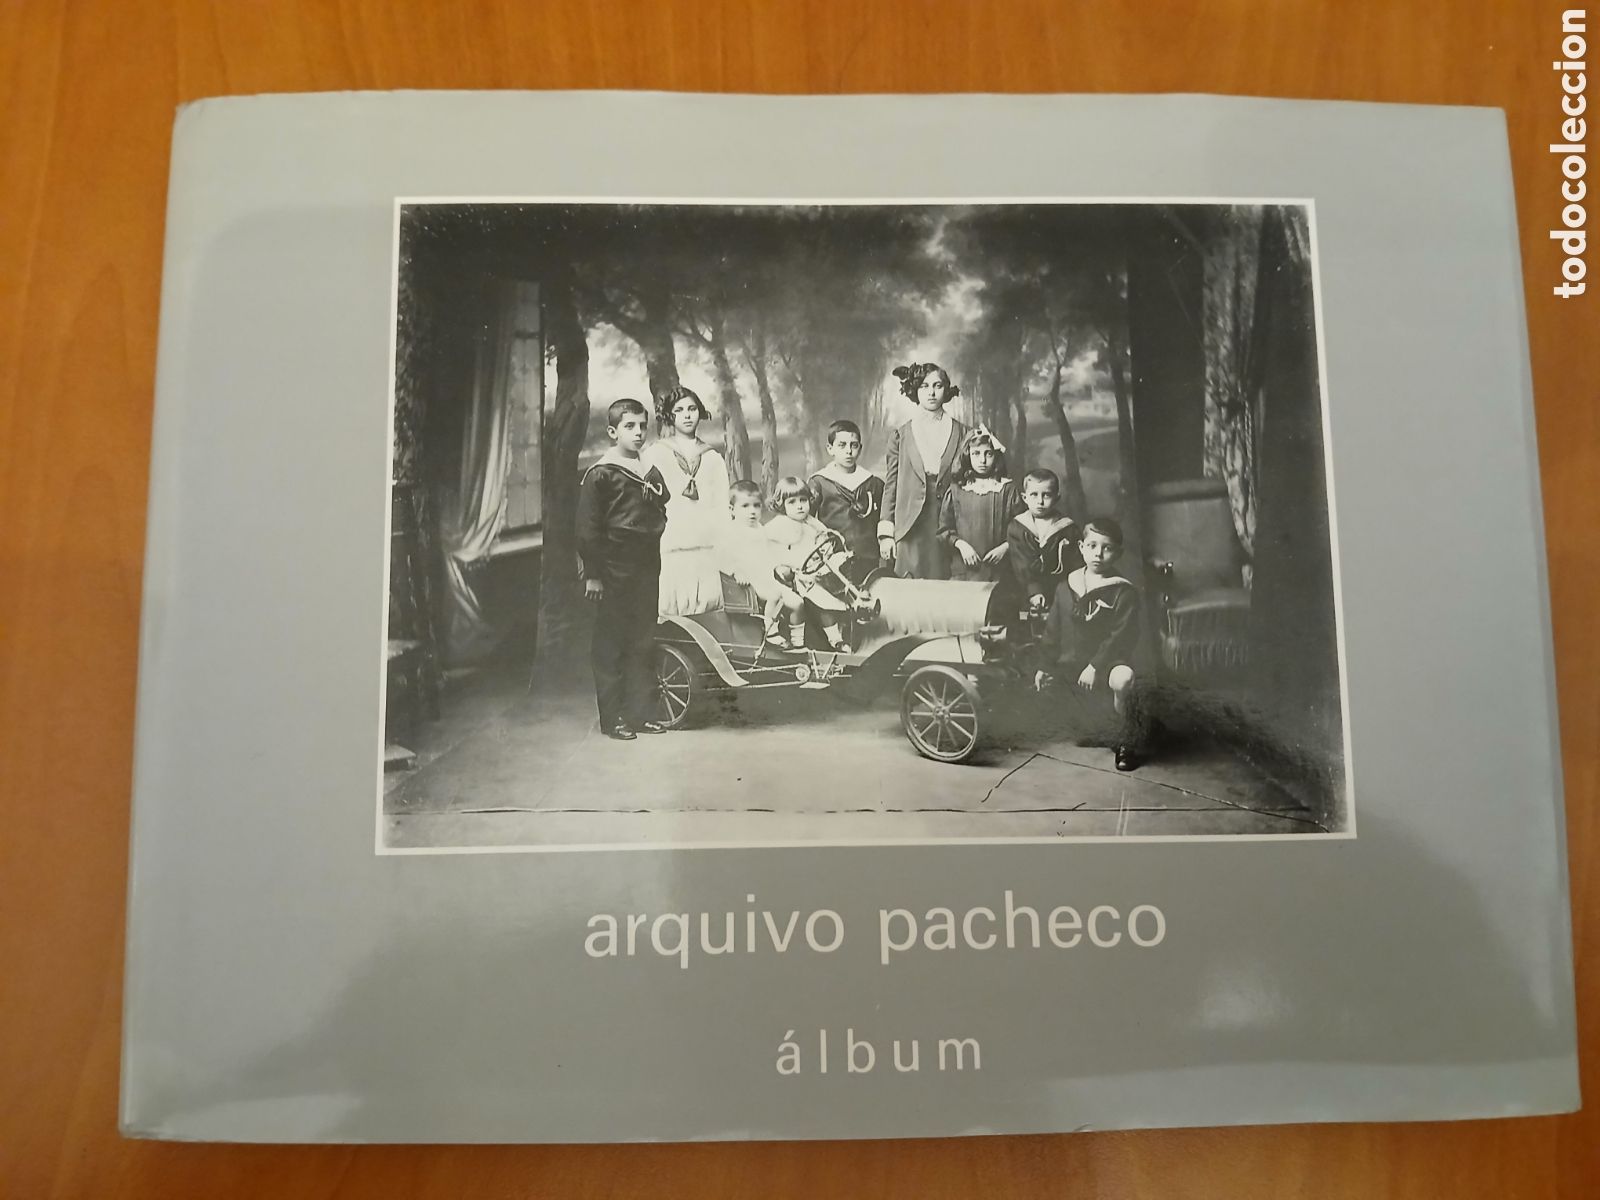 arquivo pacheco
álbum
todocoleccion